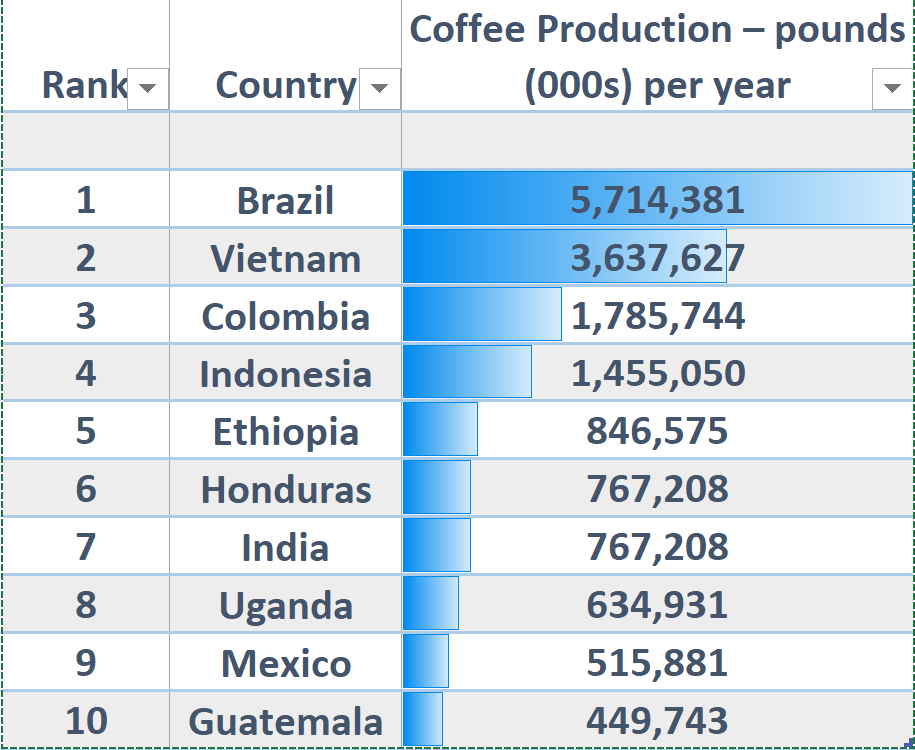 Coffee Production – pounds
Rank Country (000s) per year
1 Brazil 5,714,381
2 Vietnam 3,637,627
3 Colombia 1,785,744
4 Indonesia 1,455,050
5 Ethiopia 846,575
6 Honduras 767,208
7 India 767,208
8 Uganda 634,931
9 Mexico 515,881
10 Guatemala 449,743